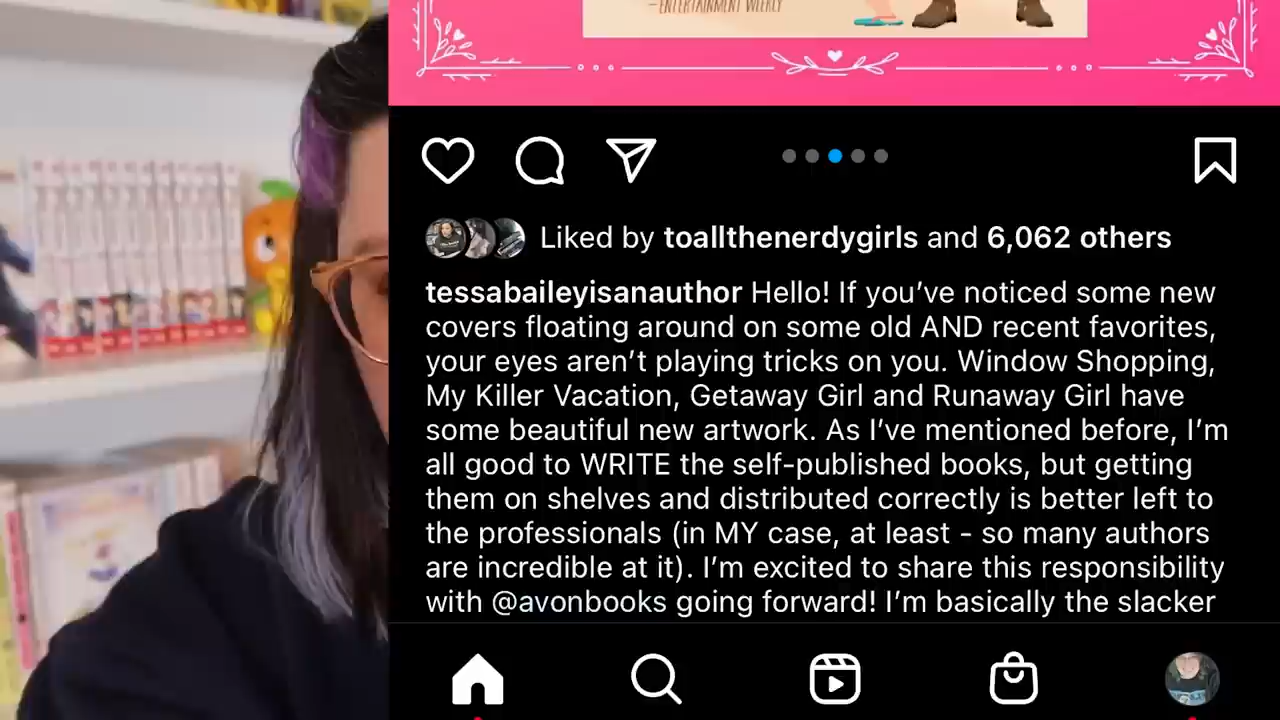 –ENTERTAINMENT WEEKLY
Liked by toallthenerdygirls and 6,062 others
tessabaileyisanauthor Hello! If you’ve noticed some new
covers floating around on some old AND recent favorites,
your eyes aren’t playing tricks on you. Window Shopping,
My Killer Vacation, Getaway Girl and Runaway Girl have
some beautiful new artwork. As I’ve mentioned before, I’m
all good to WRITE the self-published books, but getting
them on shelves and distributed correctly is better left to
the professionals (in MY case, at least - so many authors
are incredible at it). I’m excited to share this responsibility
with @avonbooks going forward! I’m basically the slacker